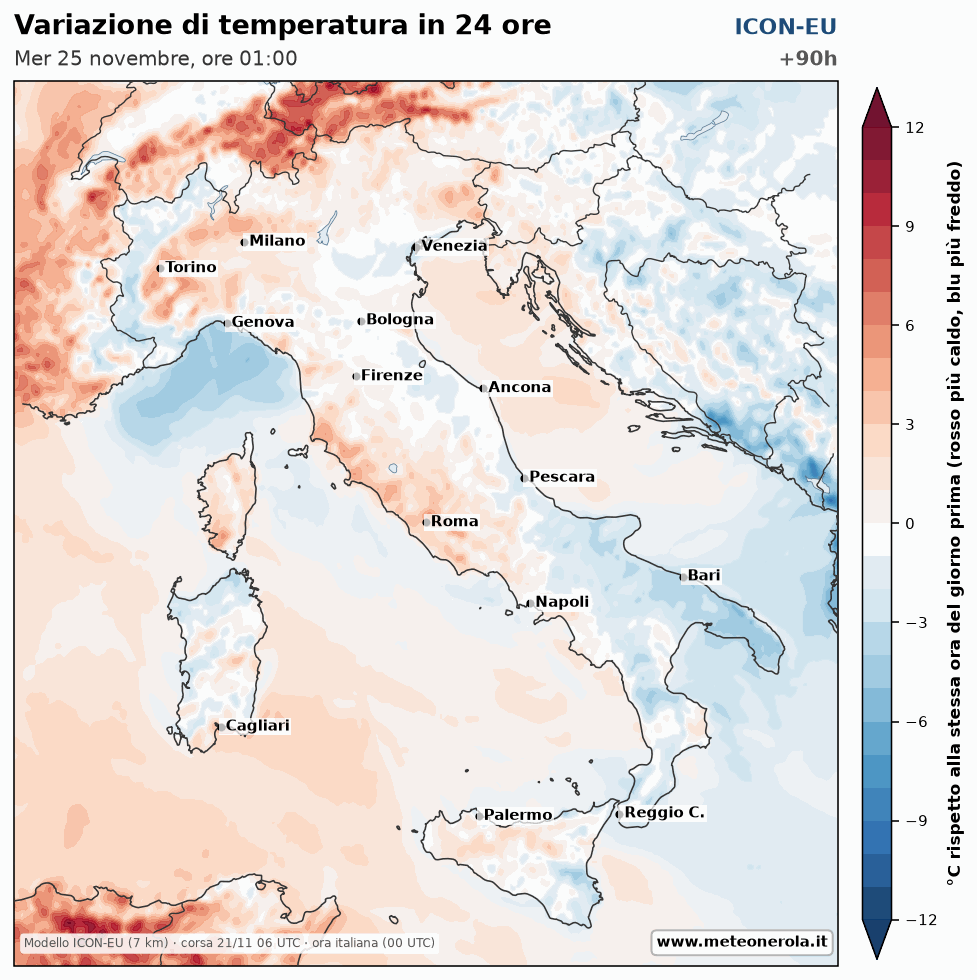 Variazione di temperatura in 24 ore
ICON-EU
Mer 25 novembre, ore 01:00
+90h
Milano
Venezia
Torino
Genova
Bologna
Firenze
Ancona
Pescara
Roma
Bari
Napoli
Cagliari
Palermo
Reggio C.
12
9
6
3
0
−3
−6
−9
−12
°C rispetto alla stessa ora del giorno prima (rosso più caldo, blu più freddo)
Modello ICON-EU (7 km) · corsa 21/11 06 UTC · ora italiana (00 UTC)
www.meteonerola.it